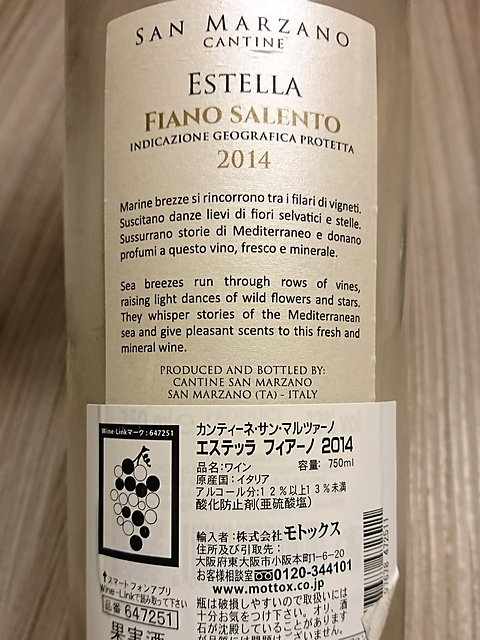 SAN MARZANO
CANTINE
ESTELLA
FIANO SALENTO
INDICAZIONE GEOGRAFICA PROTETTA
2014
Marine brezze si rincorrono tra i filari di vigneti.
Suscitano danze lievi di fiori selvatici e stelle.
Sussurrano storie di Mediterraneo e donano
profumi a questo vino, fresco e minerale.
Sea breezes run through rows of vines,
raising light dances of wild flowers and stars.
They whisper stories of the Mediterranean
sea and give pleasant scents to this fresh and
mineral wine.
PRODUCED AND BOTTLED BY:
CANTINE SAN MARZANO
SAN MARZANO (TA) - ITALY
Wine-Linkマーク:647251
カンティーネ・サン・マルツァーノ
エステッラ フィアーノ 2014
品名:ワイン 容量: 750ml
原産国:イタリア
アルコール分:12%以上13%未満
酸化防止剤(亜硫酸塩)
輸入者:株式会社モトックス
住所及び引取先:
大阪府東大阪市小阪本町1-6-20
お客様相談室 0120-344101
www.mottox.co.jp
瓶は破損しやすので取扱いには
十分お気をつけ下さい。オリ、酒
石が沈殿していることがあります
↑スマートフォンアプリ
Wine-Linkで読み取って下さい
品番 647251
果実酒